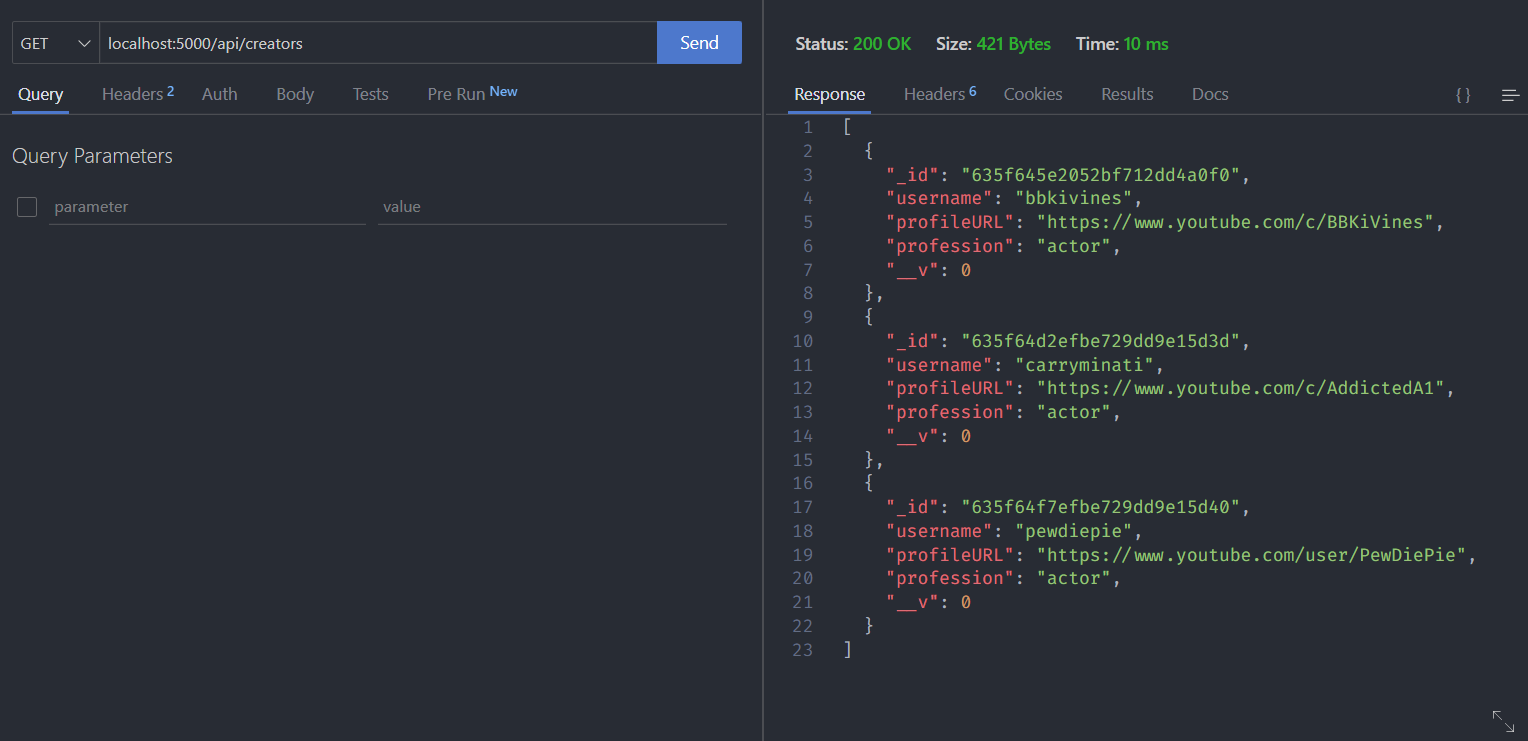 GET localhost:5000/api/creators Send
Query Headers 2 Auth Body Tests Pre Run New
Query Parameters
parameter value
Status: 200 OK Size: 421 Bytes Time: 10 ms
Response Headers 6 Cookies Results Docs { }
1 [
2 {
3 "_id": "635f645e2052bf712dd4a0f0",
4 "username": "bbkivines",
5 "profileURL": "https://www.youtube.com/c/BBKiVines",
6 "profession": "actor",
7 "__v": 0
8 },
9 {
10 "_id": "635f64d2efbe729dd9e15d3d",
11 "username": "carryminati",
12 "profileURL": "https://www.youtube.com/c/AddictedA1",
13 "profession": "actor",
14 "__v": 0
15 },
16 {
17 "_id": "635f64f7efbe729dd9e15d40",
18 "username": "pewdiepie",
19 "profileURL": "https://www.youtube.com/user/PewDiePie",
20 "profession": "actor",
21 "__v": 0
22 }
23 ]